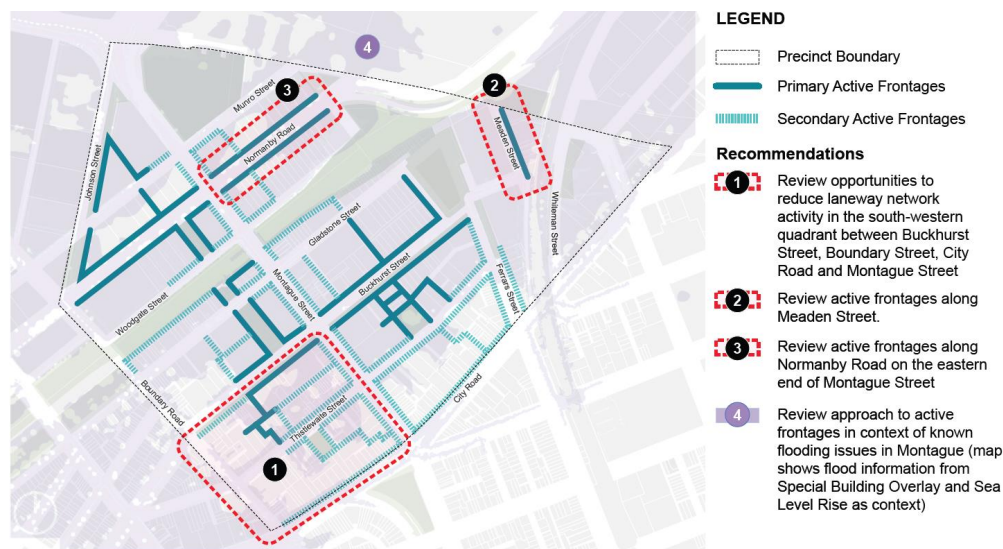 4
3
2
Munro Street
Normanby Road
Meaden Street
Johnson Street
Whiteman Street
Gladstone Street
Buckhurst Street
Montague Street
Ferrars Street
Woodgate Street
Boundary Road
City Road
Thistlewaite Street
1
LEGEND
Precinct Boundary
Primary Active Frontages
Secondary Active Frontages
Recommendations
1
Review opportunities to
reduce laneway network
activity in the south-western
quadrant between Buckhurst
Street, Boundary Street, City
Road and Montague Street
2
Review active frontages along
Meaden Street.
3
Review active frontages along
Normanby Road on the eastern
end of Montague Street
4
Review approach to active
frontages in context of known
flooding issues in Montague (map
shows flood information from
Special Building Overlay and Sea
Level Rise as context)